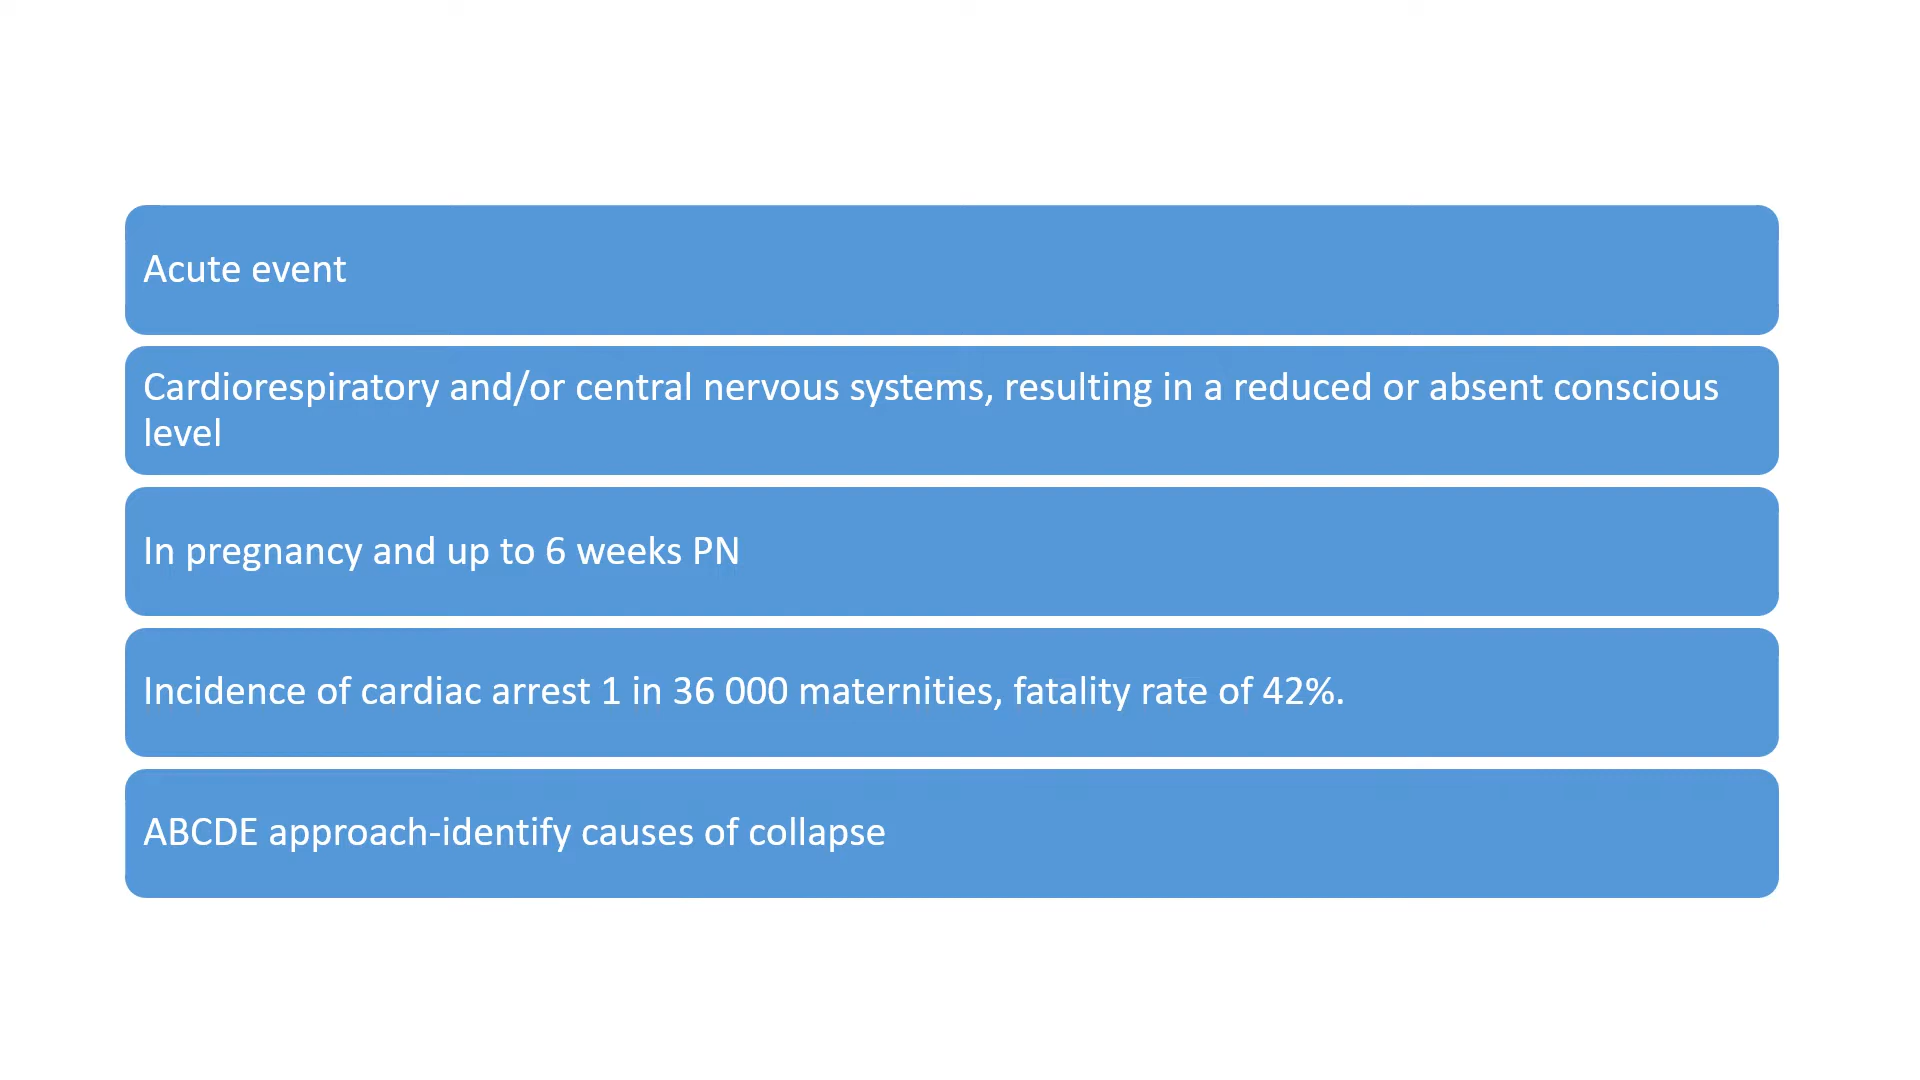 Acute event
Cardiorespiratory and/or central nervous systems, resulting in a reduced or absent conscious
level
In pregnancy and up to 6 weeks PN
Incidence of cardiac arrest 1 in 36 000 maternities, fatality rate of 42%.
ABCDE approach-identify causes of collapse